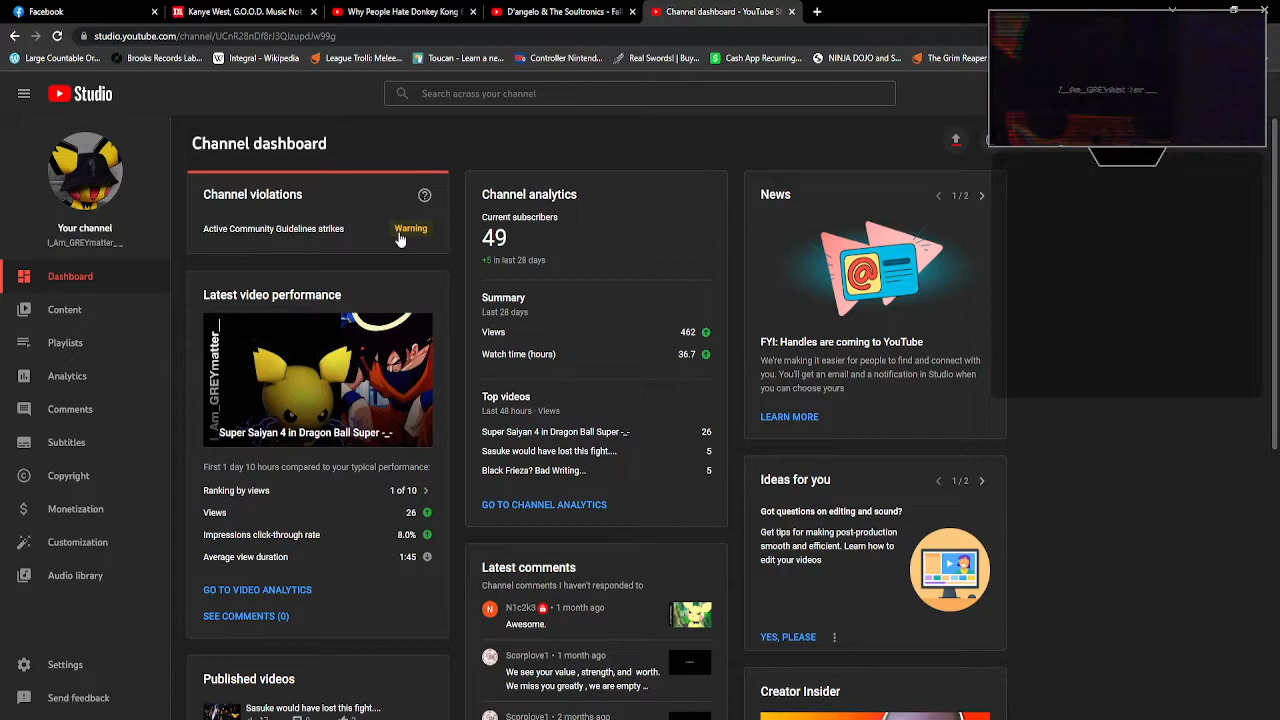 Facebook
Kanye West, G.O.O.D. Music Not
Why People Hate Donkey Kong
D'angelo & The Soultronics - Fail
Channel dashboard - YouTube St
studio.youtube.com/channel/
Large Countable Or...
Brooks Records Lab...
Integral - Wikipedia
League Trolli Merch...
Toucan - Learn a ne...
Control Panel - Vend...
Real Swords! | Buy...
Cash App Recurring...
NINJA DOJO and S...
The Grim Reaper
Studio
Search across your channel
Your channel
I_Am_GREYmatter_ _
Dashboard
Content
Playlists
Analytics
Comments
Subtitles
Copyright
Monetization
Customization
Audio library
Settings
Send feedback
Channel dashboard
Channel violations
Active Community Guidelines strikes
Warning
Latest video performance
I_Am_GREYmatter__
Super Saiyan 4 in Dragon Ball Super -_-
First 1 day 10 hours compared to your typical performance:
Ranking by views 1 of 10
Views 26
Impressions click-through rate 8.0%
Average view duration 1:45
GO TO VIDEO ANALYTICS
SEE COMMENTS (0)
Published videos
Sasuke would have lost this fight....
Channel analytics
Current subscribers
49
+5 in last 28 days
Summary
Last 28 days
Views 462
Watch time (hours) 36.7
Top videos
Last 48 hours · Views
Super Saiyan 4 in Dragon Ball Super -_- 26
Sasuke would have lost this fight.... 5
Black Frieza? Bad Writing... 5
GO TO CHANNEL ANALYTICS
Latest comments
Channel comments I haven't responded to
N
N1c2k3 • 1 month ago
Awesome.
Scorplove1 • 1 month ago
We see your value , strength, and worth.
We miss you greatly , we are empty ...
Scorplove1 • 2 months ago
News
1 / 2
FYI: Handles are coming to YouTube
We're making it easier for people to find and connect with
you. You'll get an email and a notification in Studio when
you can choose yours
LEARN MORE
Ideas for you
1 / 2
Got questions on editing and sound?
Get tips for making post-production
smooth and efficient. Learn how to
edit your videos
YES, PLEASE
Creator Insider